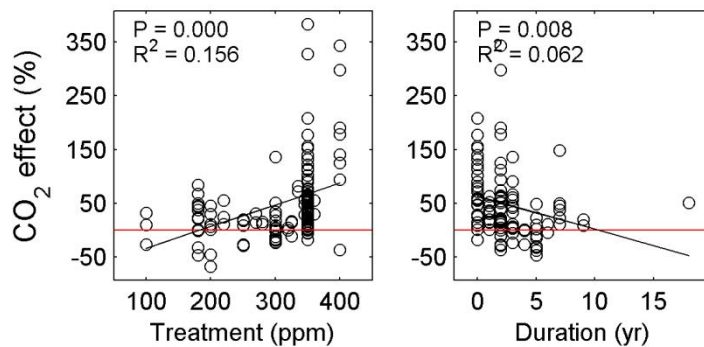 P = 0.000
R² = 0.156
CO₂ effect (%)
350
250
150
50
-50
100
200
300
400
Treatment (ppm)
P = 0.008
R² = 0.062
350
250
150
50
-50
0
5
10
15
Duration (yr)